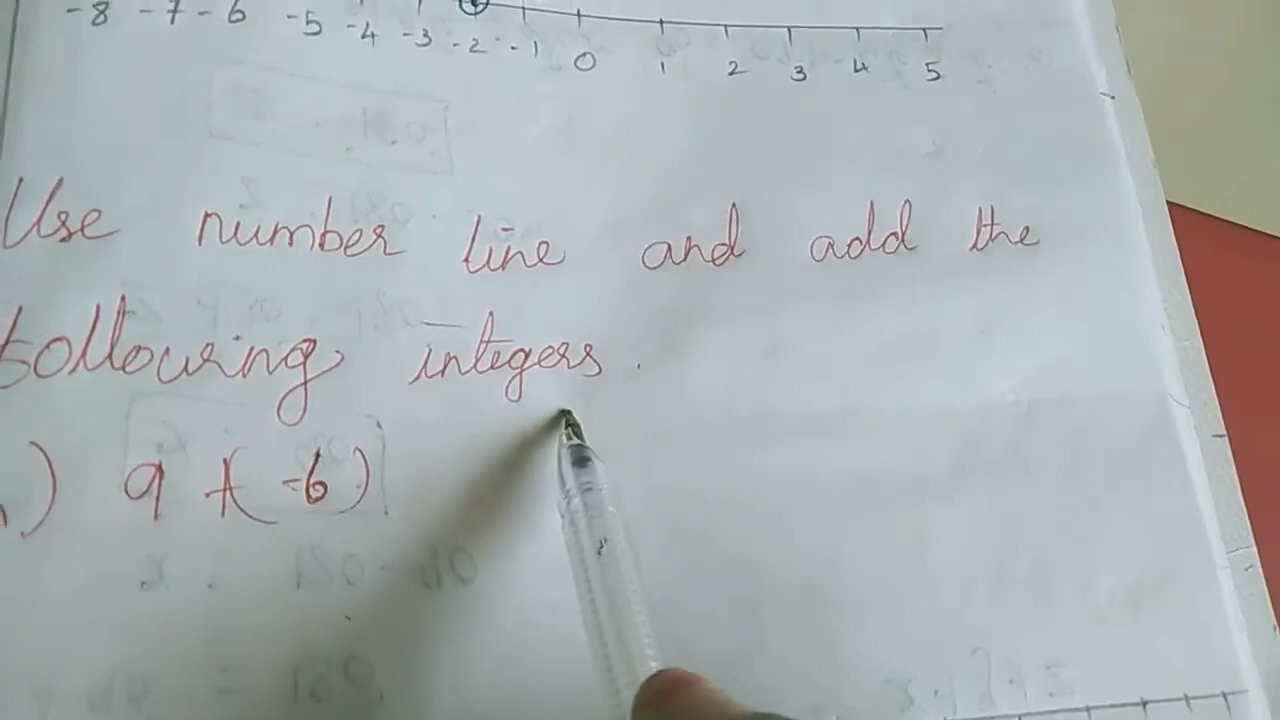 -8 -7 -6 -5 -4 -3 -2 -1 0 1 2 3 4 5
Use number line and add the
following integers.
) 9 +(-6)